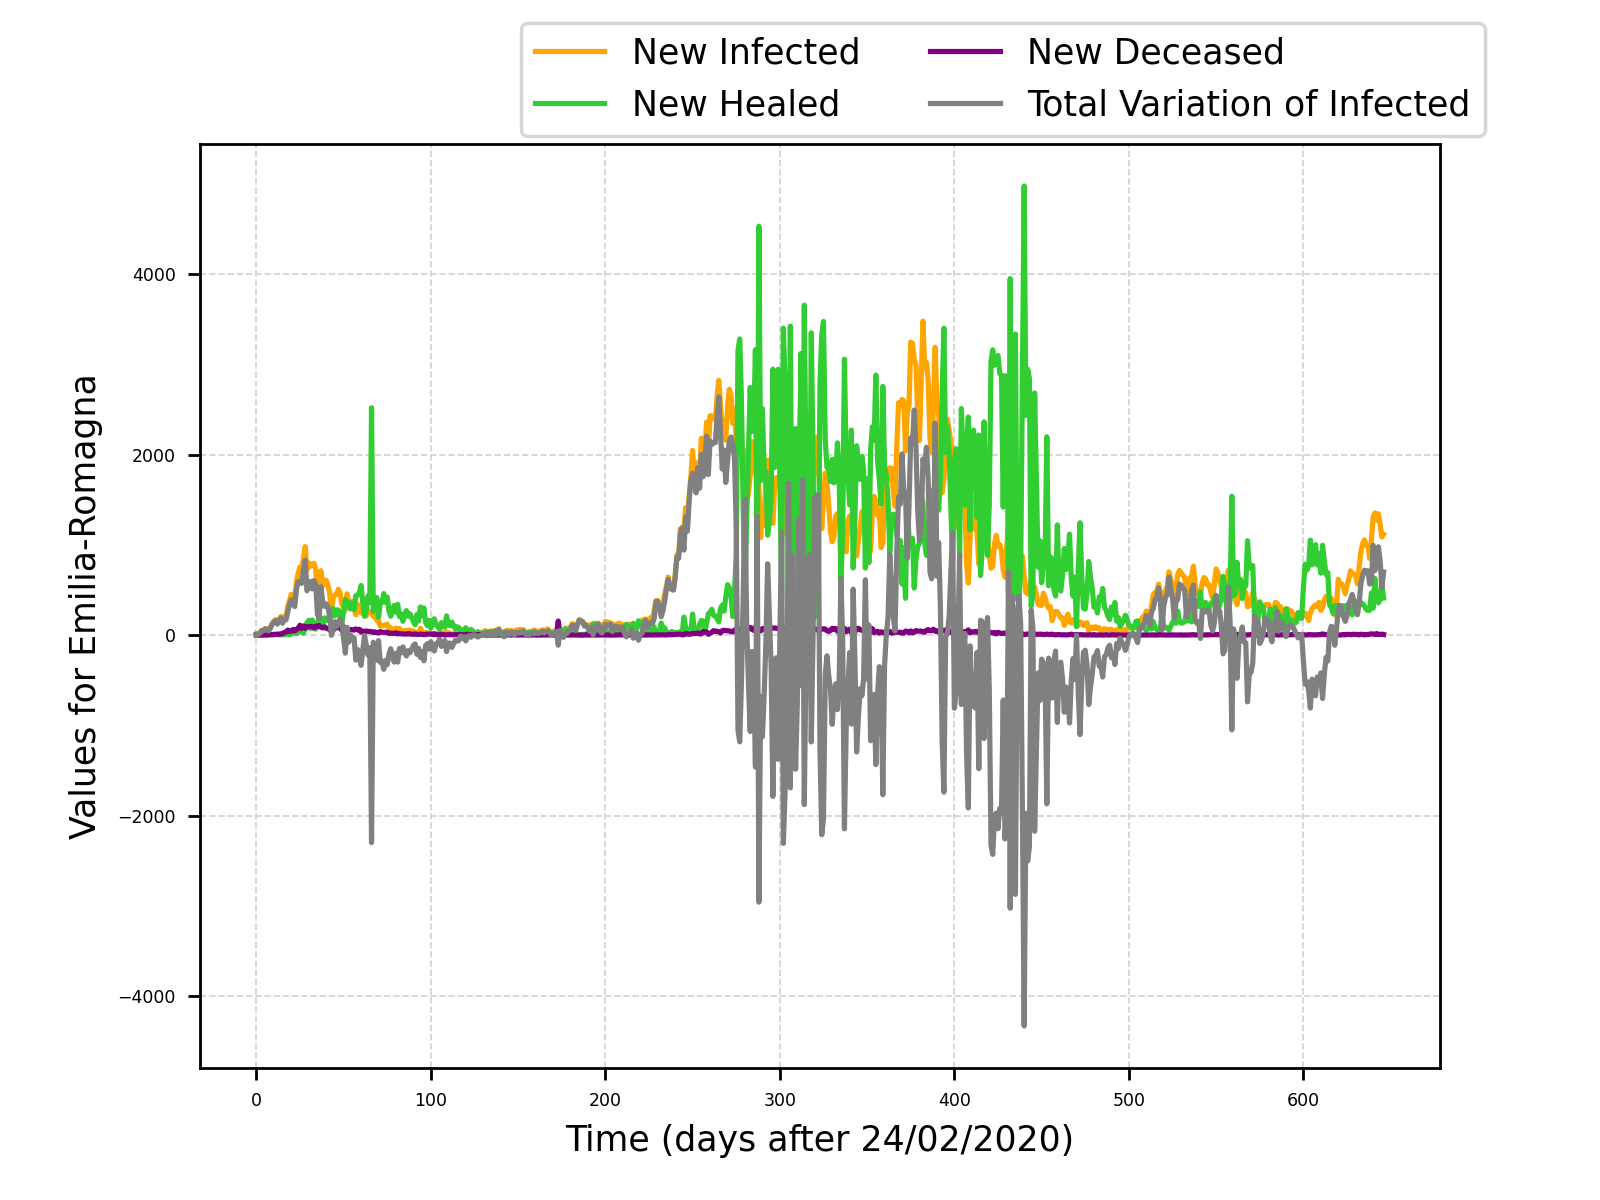 New Infected
New Healed
New Deceased
Total Variation of Infected
Values for Emilia-Romagna
4000
2000
0
−2000
−4000
0 100 200 300 400 500 600
Time (days after 24/02/2020)